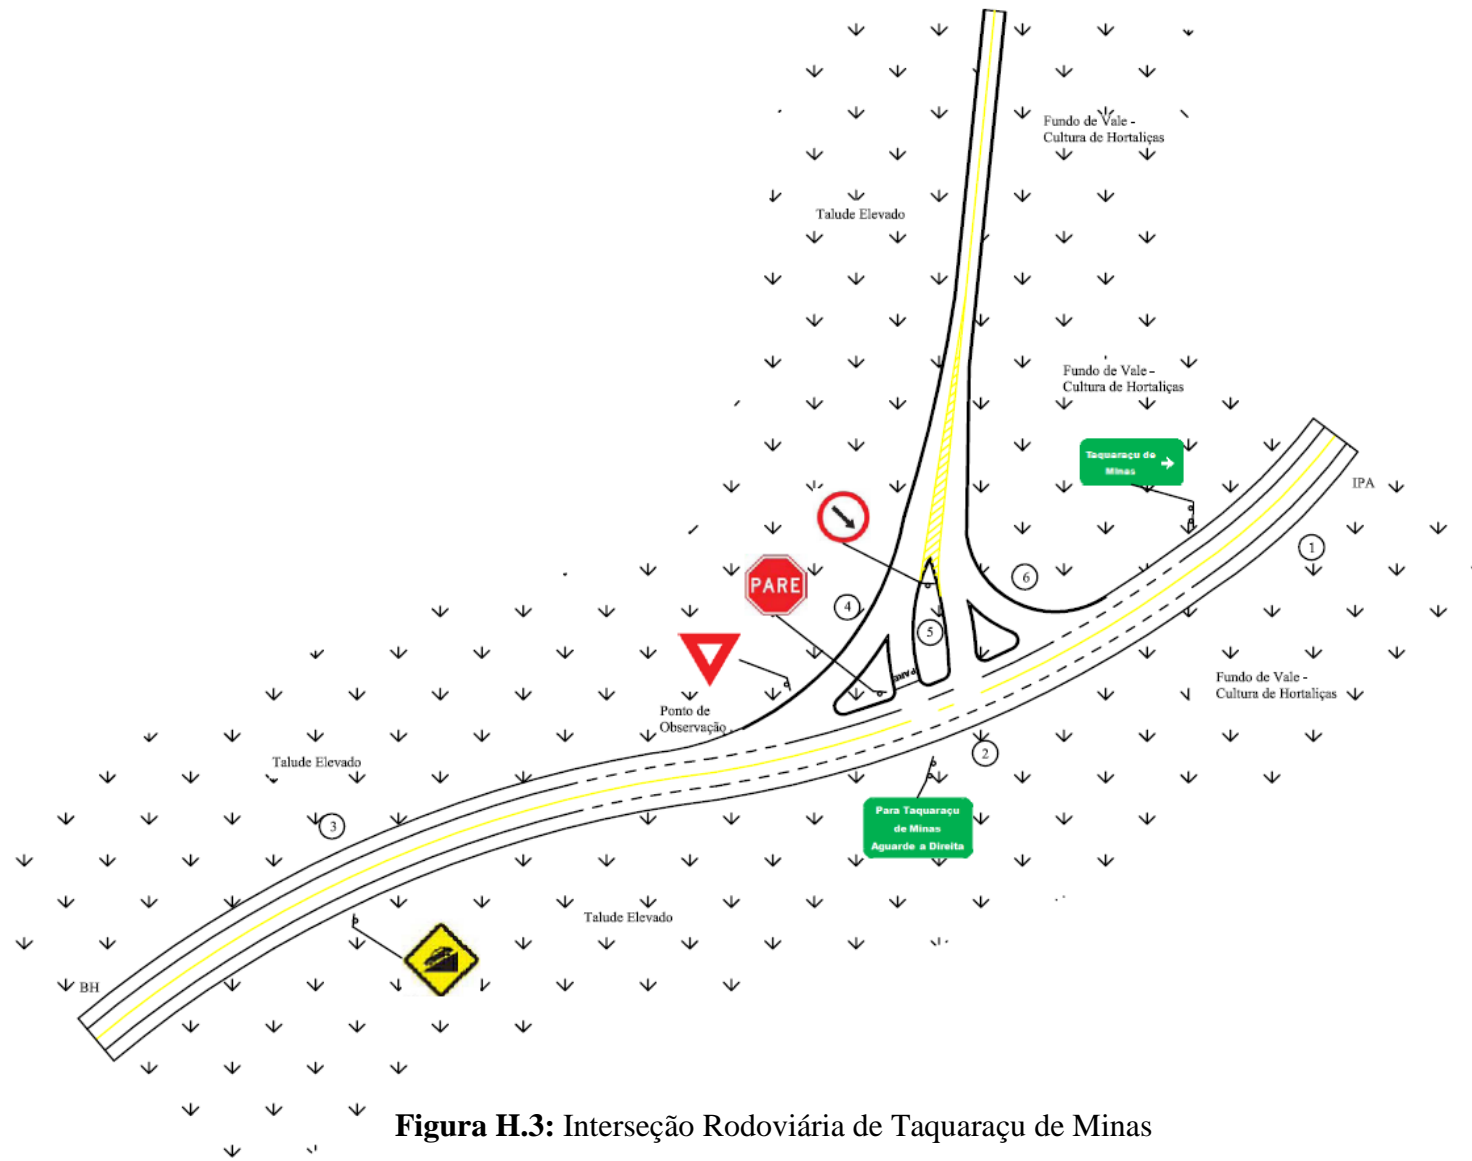 Fundo de Vale -
Cultura de Hortaliças
Talude Elevado
Fundo de Vale -
Cultura de Hortaliças
Taquaraçu de
Minas
IPA
1
6
PARE
4
5
PARE
Fundo de Vale -
Cultura de Hortaliças
Ponto de
Observação
2
Talude Elevado
3
Para Taquaraçu
de Minas
Aguarde a Direita
Talude Elevado
BH
Figura H.3: Interseção Rodoviária de Taquaraçu de Minas